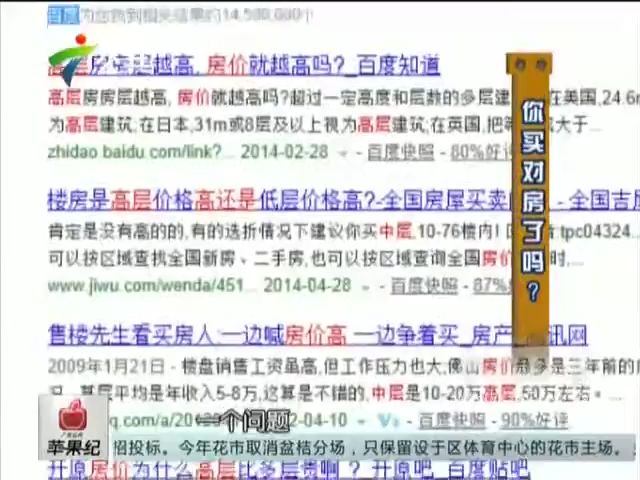 百度为您找到相关结果约14,500,000个
高层房房层越高,房价就越高吗?_百度知道
高层房房层越高,房价就越高吗?超过一定高度和层数的多层建 在美国,24.6m
为高层建筑;在日本,31m或8层及以上视为高层建筑;在英国,把 或大于...
zhidao.baidu.com/link?... 2014-02-28 - 百度快照 - 80%好评
楼房是高层价格高还是低层价格高?-全国房屋买卖 - 全国吉房
肯定是没有高的的,有的选折情况下建议你买中层,10-76楼内! tpc04324...
可以按区域查找全国新房、二手房,也可以按区域查询全国房价 时,
www.jiwu.com/wenda/451... 2014-04-28 - 百度快照 - 87%
售楼先生看买房人:一边喊房价高 一边争着买_房产_ 讯网
2009年1月21日 - 楼盘销售工资虽高,但工作压力也大,佛山房价 多是三年前的
况 基层平均是年收入5-8万,这算是不错的,中层是10-20万高层,50万左右。...
q.com/a/20 -02-10 - V3 - 百度快照 - 90%好评
开原房价为什么高层比多层贵啊 ? 开原吧 百度贴吧
你买对房了吗?
一个问题
苹果纪
招投标。今年花市取消盆桔分场，只保留设于区体育中心的花市主场。